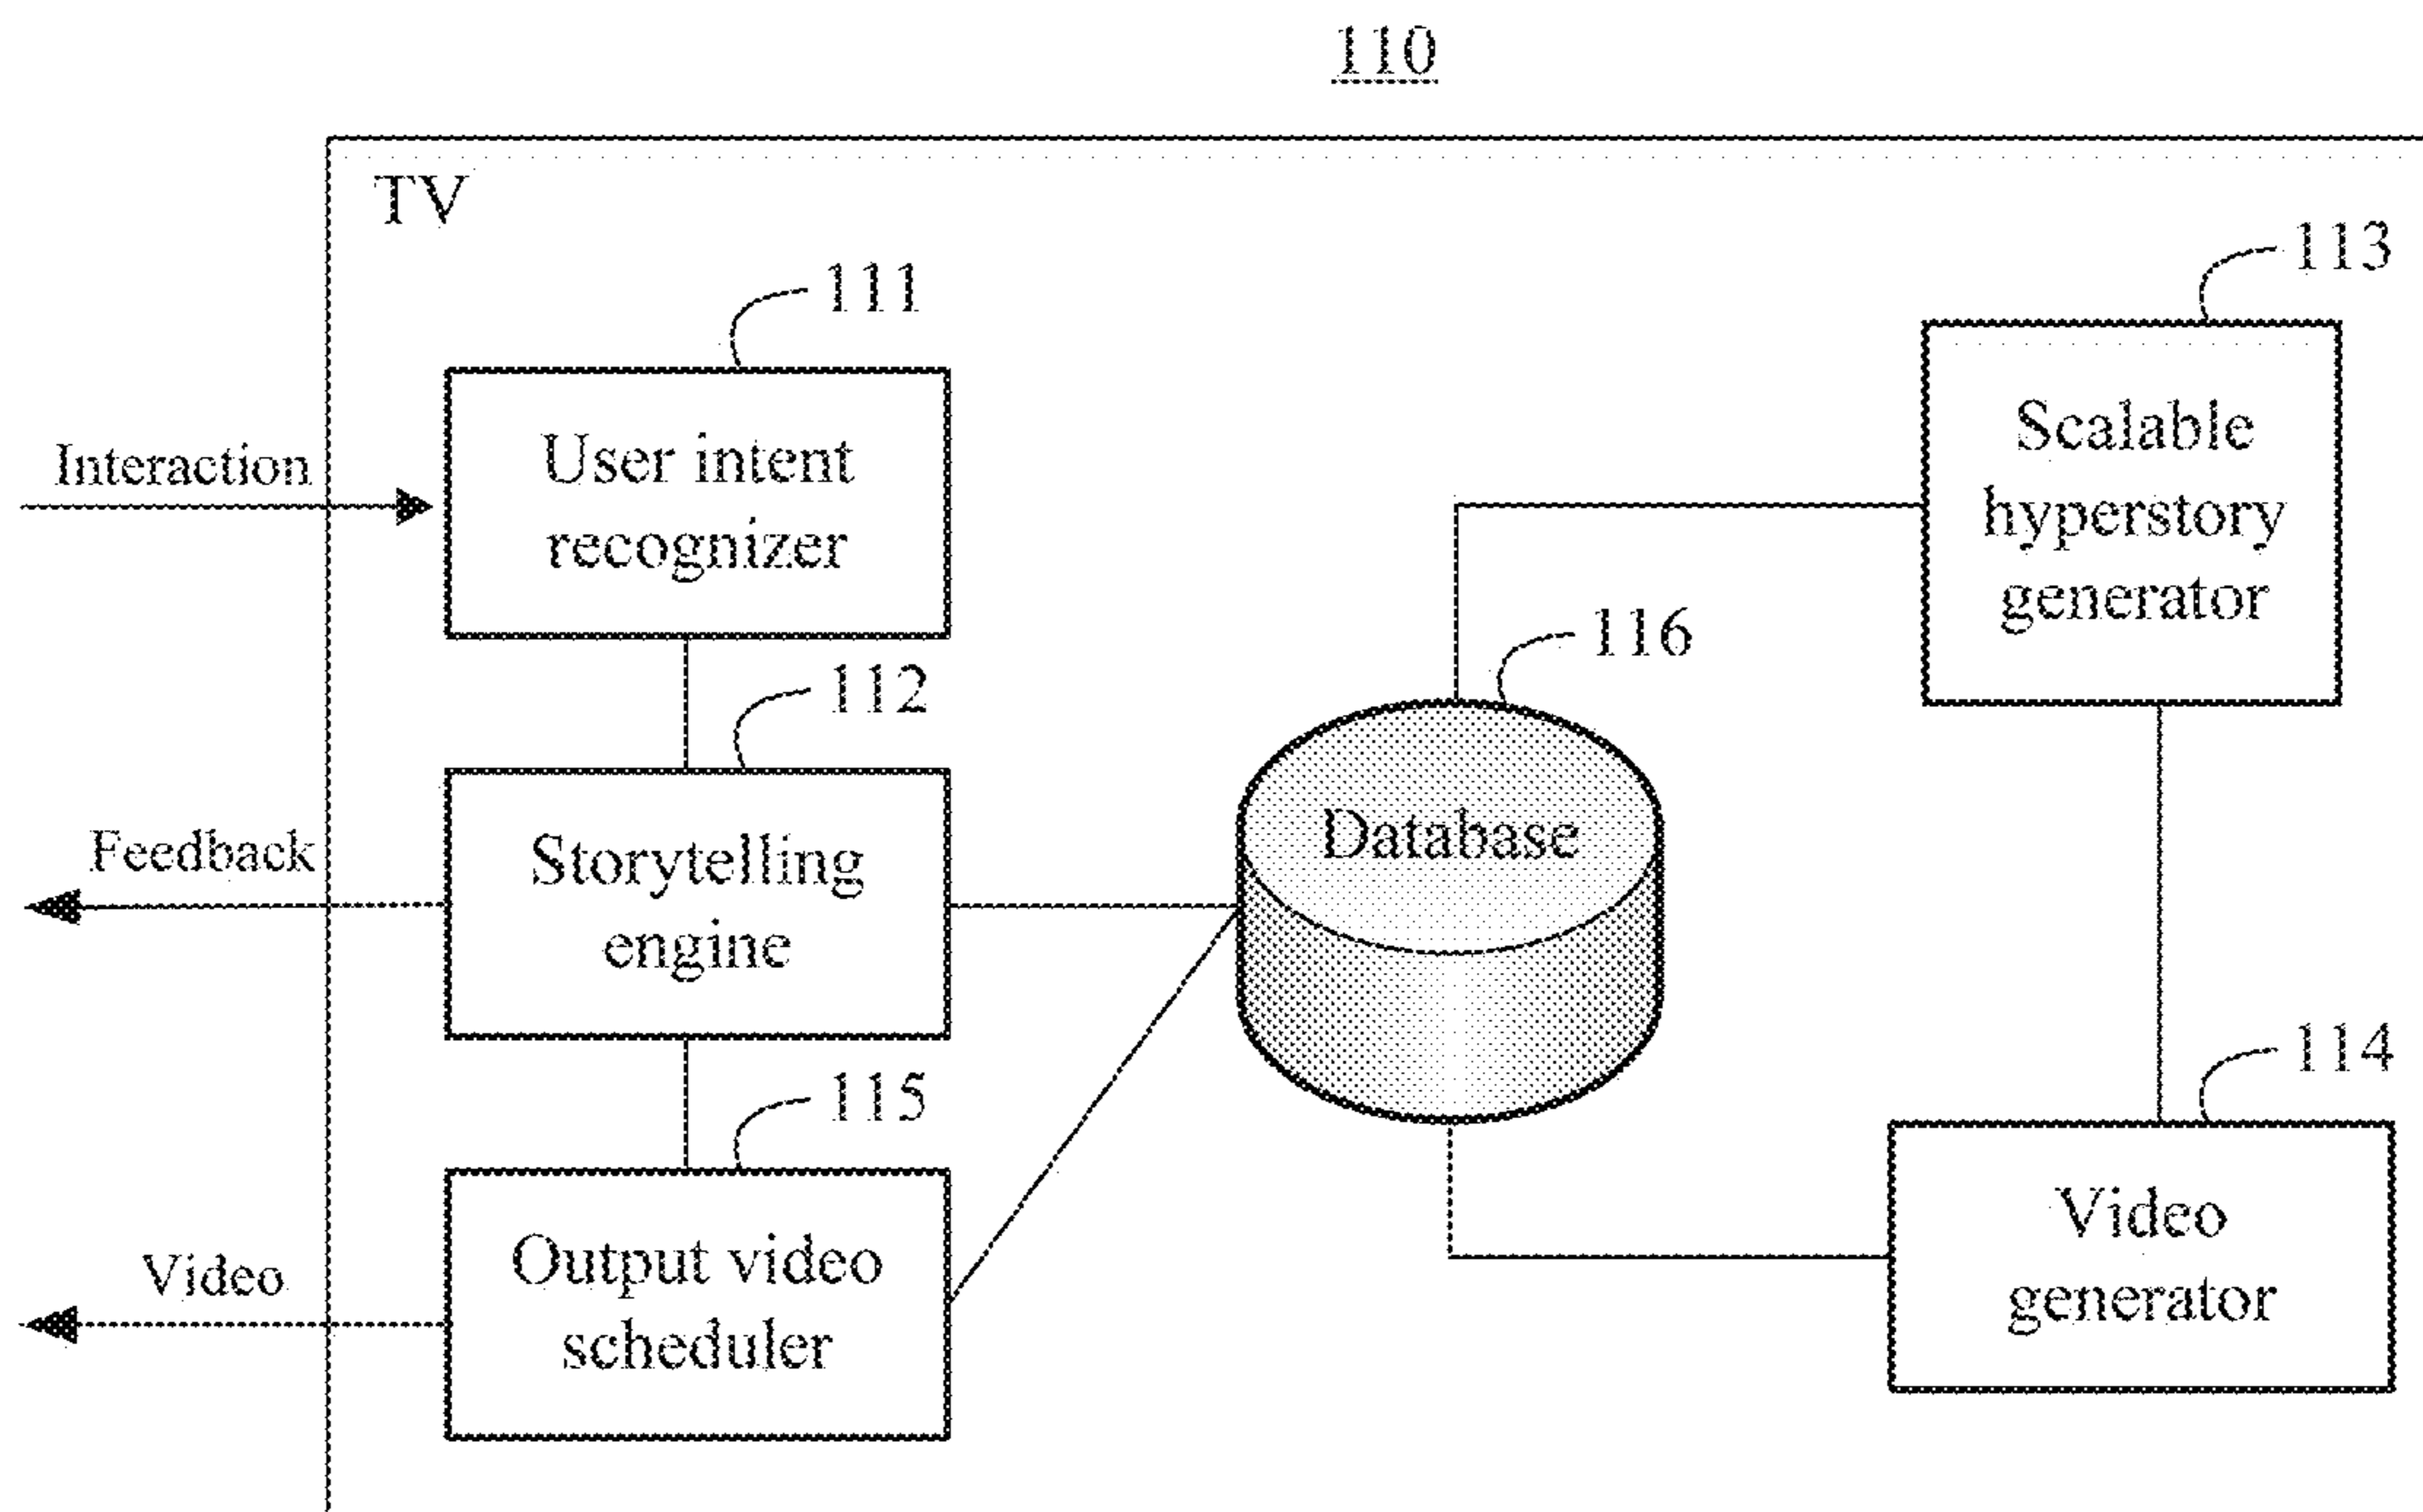 110
TV
111
User intent
recognizer
Interaction
112
Storytelling
engine
Feedback
115
Output video
scheduler
Video
116
Database
113
Scalable
hyperstory
generator
114
Video
generator